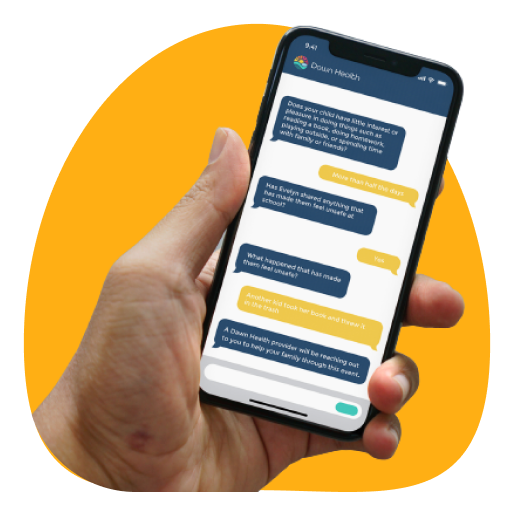 9:41
Dawn Health
Does your child have little interest or
pleasure in doing things such as
reading a book, doing homework,
playing outside, or spending time
with family or friends?
More than half the days
Has Evelyn shared anything that
has made them feel unsafe at
school?
Yes
What happened that has made
them feel unsafe?
Another kid took her book and threw it
in the trash
A Dawn Health provider will be reaching out
to you to help your family through this event.